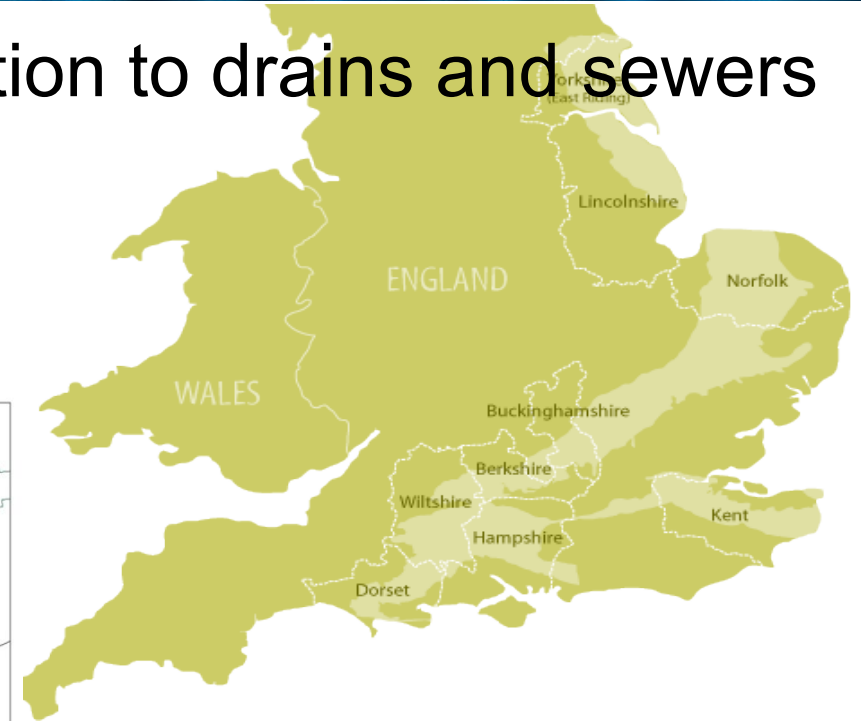 tion to drains and sewers
Yorkshire
(East Riding)
Lincolnshire
ENGLAND
Norfolk
WALES
Buckinghamshire
Berkshire
Wiltshire
Kent
Hampshire
Dorset